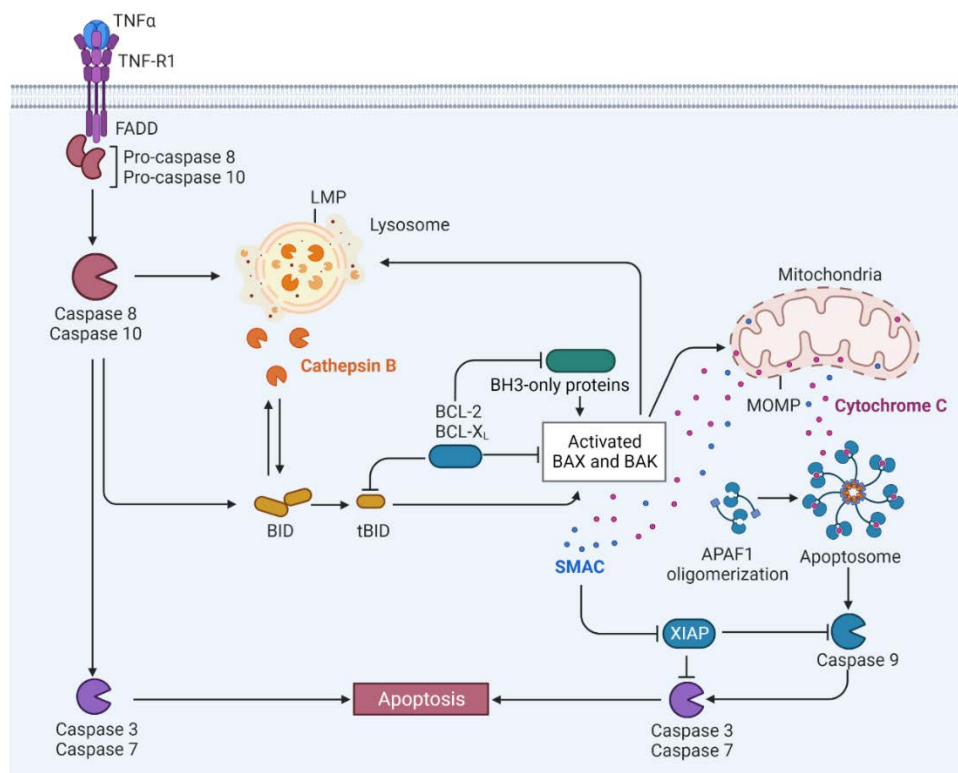 TNFα
TNF-R1
FADD
Pro-caspase 8
Pro-caspase 10
LMP
Lysosome
Caspase 8
Caspase 10
Cathepsin B
Mitochondria
BH3-only proteins
MOMP
Cytochrome C
BCL-2
BCL-XL
Activated
BAX and BAK
BID
tBID
SMAC
APAF1
oligomerization
Apoptosome
XIAP
Caspase 9
Apoptosis
Caspase 3
Caspase 7
Caspase 3
Caspase 7